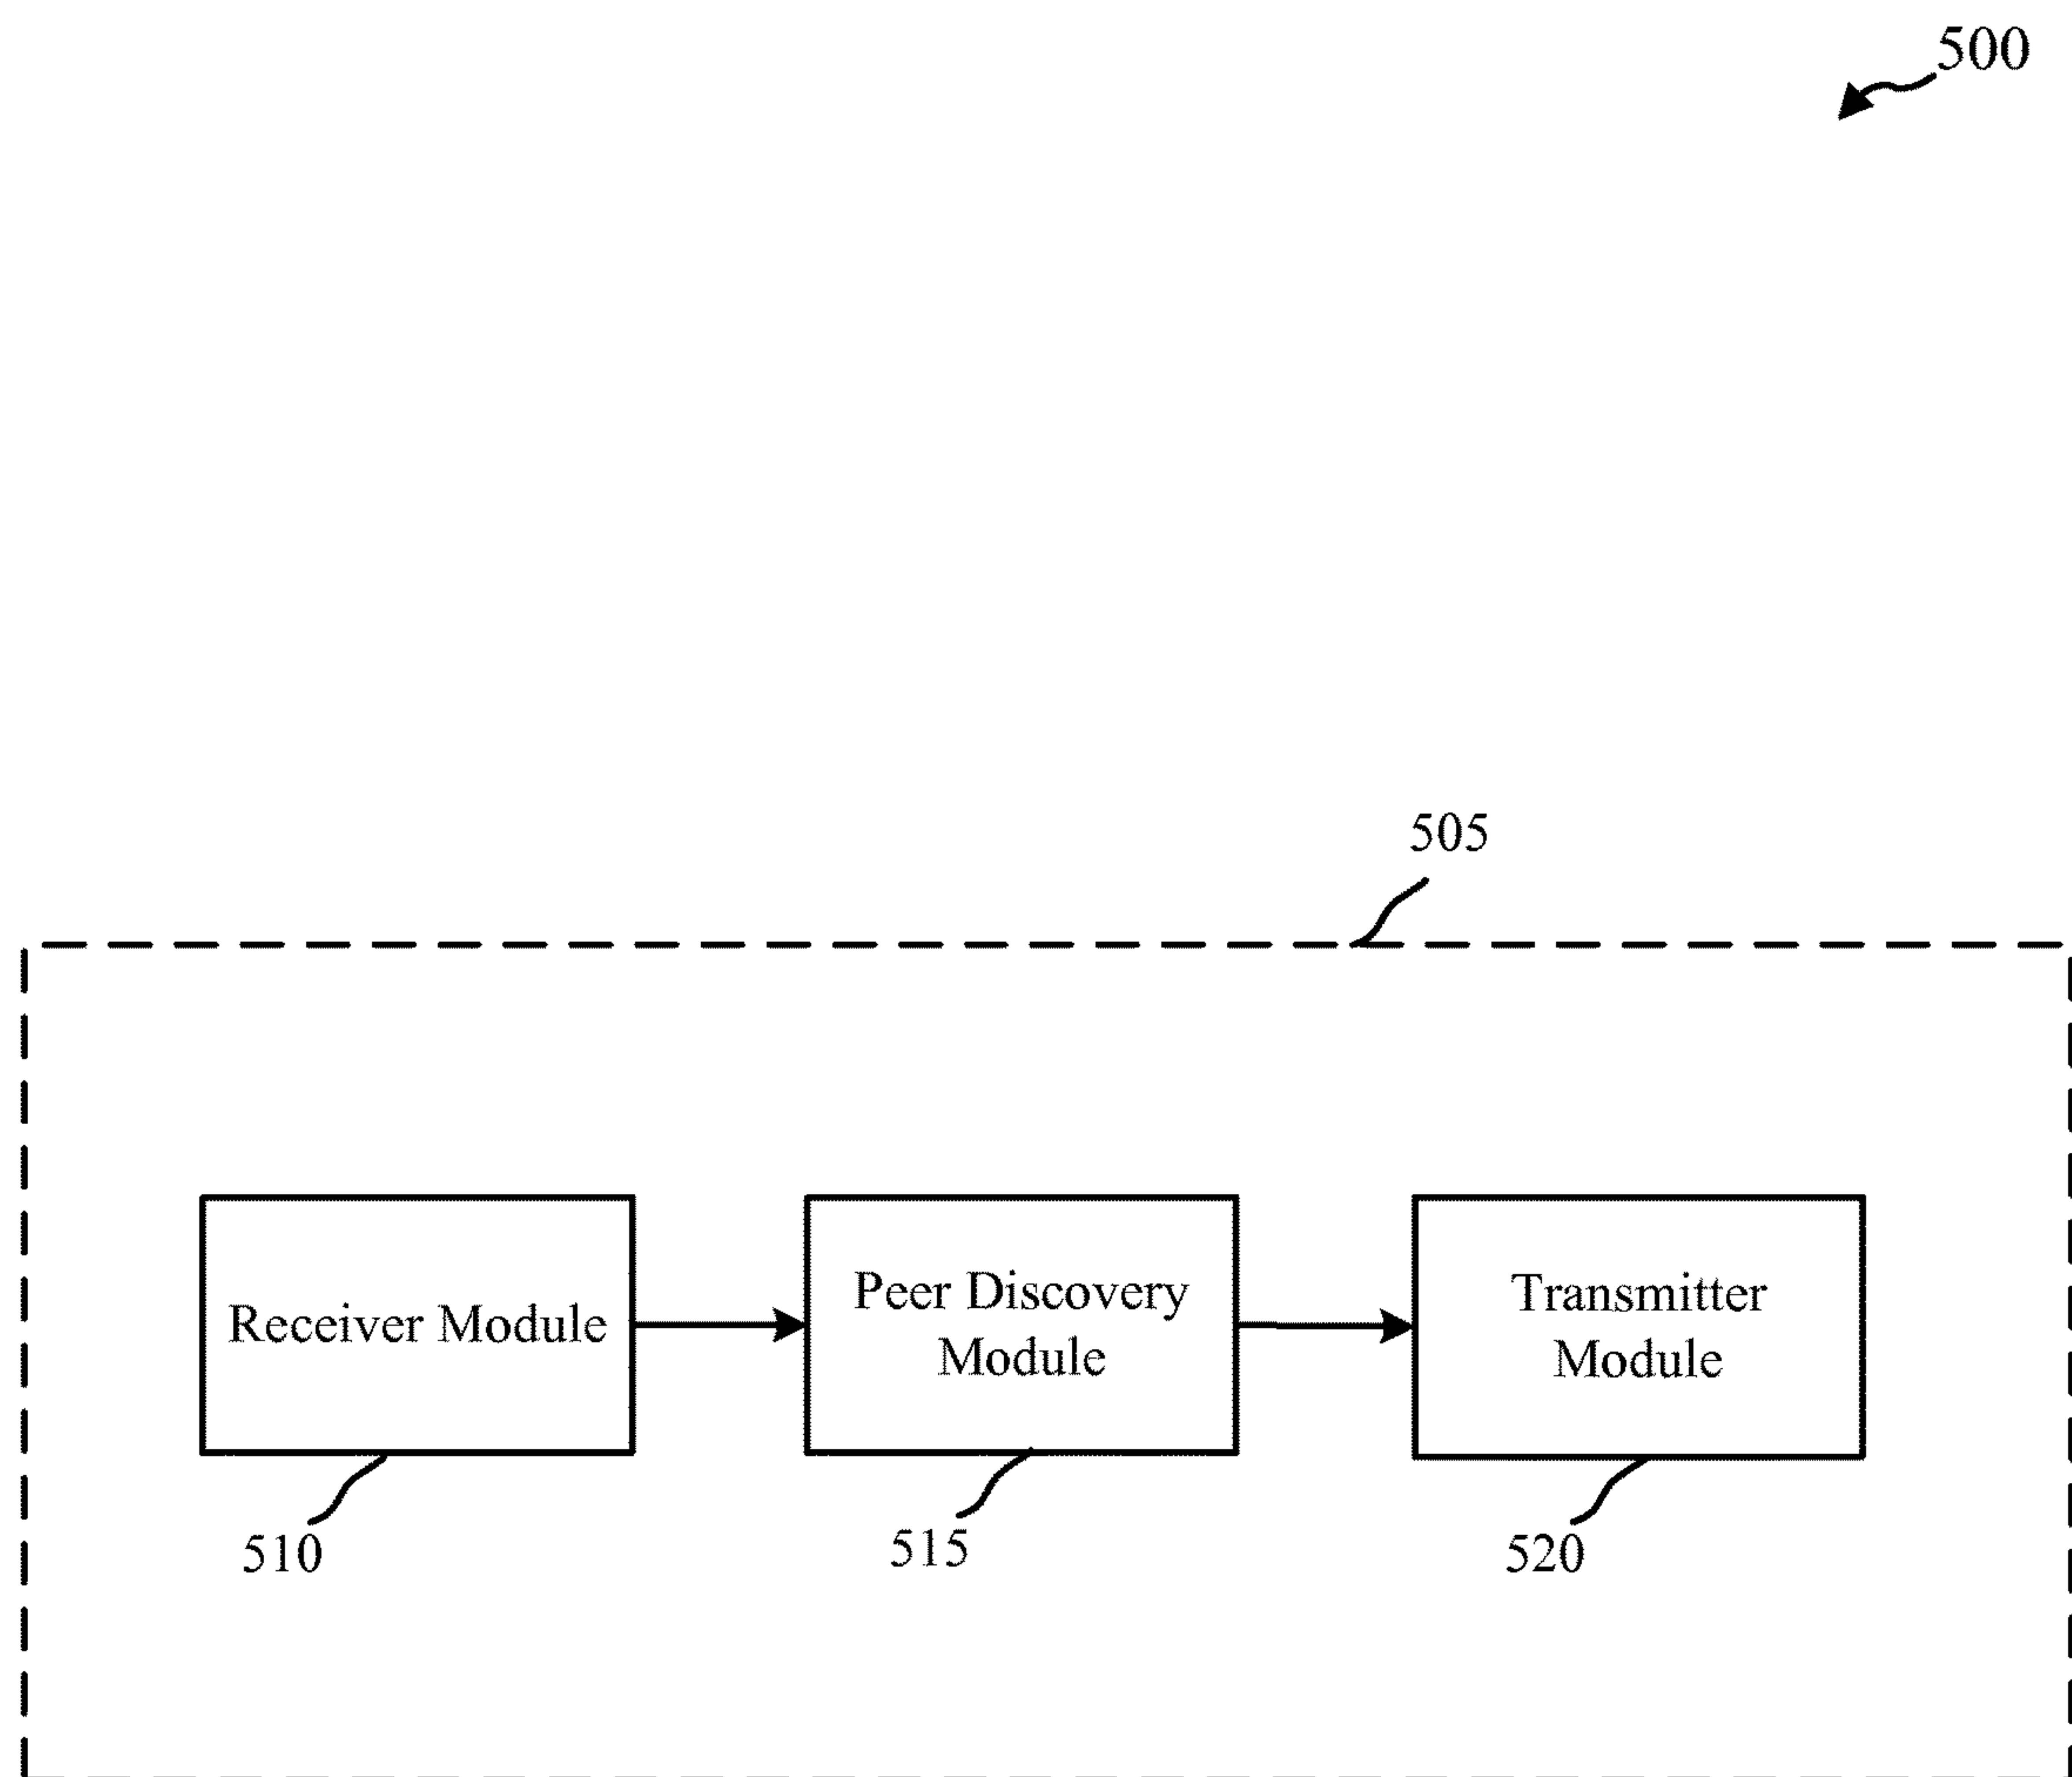 500
505
Receiver Module
Peer Discovery
Module
Transmitter
Module
510
515
520